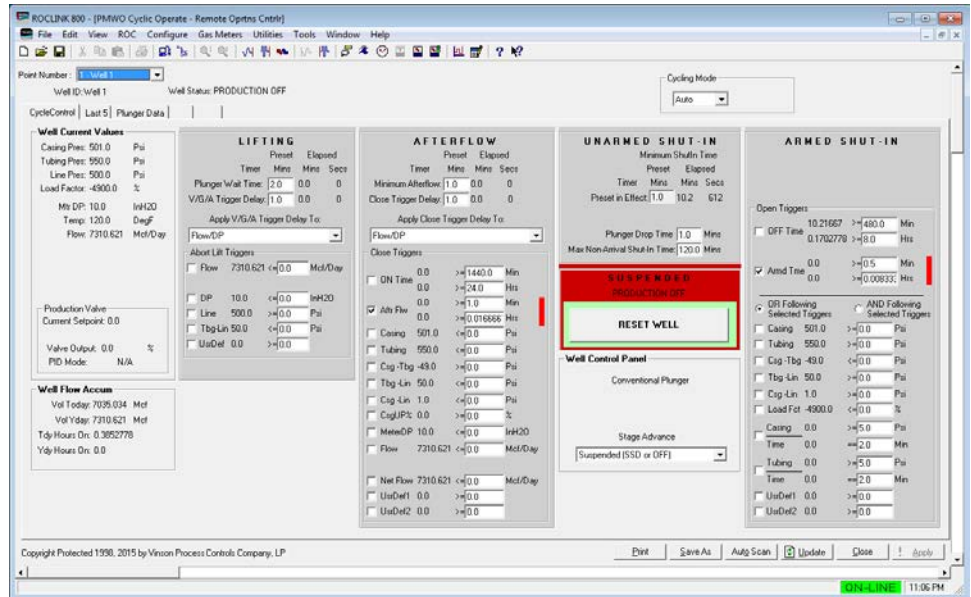 ROCLINK 800 - [PMWO Cyclic Operate - Remote Oprtns Cntrlr]
File Edit View ROC Configure Gas Meters Utilities Tools Window Help
Point Number : 1 - Well 1
Well ID: Well 1 Well Status: PRODUCTION OFF
Cycling Mode
Auto
CycleControl Last 5 Plunger Data
Well Current Values
Casing Pres: 501.0 Psi
Tubing Pres: 550.0 Psi
Line Pres: 500.0 Psi
Load Factor: -4900.0 %
Mtr DP: 10.0 InH2O
Temp: 120.0 DegF
Flow: 7310.621 Mcf/Day
Production Valve
Current Setpoint: 0.0
Valve Output: 0.0 %
PID Mode: N/A
Well Flow Accum
Vol Today: 7035.034 Mcf
Vol Yday: 7310.621 Mcf
Tdy Hours On: 0.3852778
Ydy Hours On: 0.0
LIFTING
Preset Elapsed
Timer Mins Mins Secs
Plunger Wait Time: 2.0 0.0 0
V/G/A Trigger Delay: 1.0 0.0 0
Apply V/G/A Trigger Delay To:
Flow/DP
Abort Lift Triggers
Flow 7310.621 <= 0.0 Mcf/Day
DP 10.0 <= 0.0 InH2O
Line 500.0 >= 0.0 Psi
Tbg-Lin 50.0 <= 0.0 Psi
UsrDef 0.0 >= 0.0
AFTERFLOW
Preset Elapsed
Timer Mins Mins Secs
Minimum Afterflow: 1.0 0.0 0
Close Trigger Delay: 1.0 0.0 0
Apply Close Trigger Delay To:
Flow/DP
Close Triggers
ON Time 0.0 >= 1440.0 Min
0.0 >= 24.0 Hrs
Aftr Flw 0.0 >= 1.0 Min
0.0 >= 0.016666 Hrs
Casing 501.0 <= 0.0 Psi
Tubing 550.0 <= 0.0 Psi
Csg -Tbg -49.0 <= 0.0 Psi
Tbg -Lin 50.0 <= 0.0 Psi
Csg -Lin 1.0 <= 0.0 Psi
CsgUP% 0.0 >= 0.0 %
MeterDP 10.0 <= 0.0 InH2O
Flow 7310.621 <= 0.0 Mcf/Day
Net Flow 7310.621 <= 0.0 Mcf/Day
UsrDef1 0.0 >= 0.0
UsrDef2 0.0 >= 0.0
UNARMED SHUT-IN
Minimum ShutIn Time
Preset Elapsed
Timer Mins Mins Secs
Preset in Effect: 1.0 10.2 612
Plunger Drop Time 1.0 Mins
Max Non-Arrival Shut-In Time: 120.0 Mins
SUSPENDED
PRODUCTION OFF
RESET WELL
Well Control Panel
Conventional Plunger
Stage Advance
Suspended (SSD or OFF)
ARMED SHUT-IN
Open Triggers
OFF Time 10.21667 >= 480.0 Min
0.1702778 >= 8.0 Hrs
Armd Tme 0.0 >= 0.5 Min
0.0 >= 0.008333 Hrs
OR Following Selected Triggers AND Following Selected Triggers
Casing 501.0 >= 0.0 Psi
Tubing 550.0 >= 0.0 Psi
Csg -Tbg -49.0 <= 0.0 Psi
Tbg -Lin 50.0 >= 0.0 Psi
Csg -Lin 1.0 >= 0.0 Psi
Load Fct -4900.0 <= 0.0 %
Casing 0.0 >= 5.0 Psi
Time 0.0 == 2.0 Min
Tubing 0.0 >= 5.0 Psi
Time 0.0 == 2.0 Min
UsrDef1 0.0 >= 0.0
UsrDef2 0.0 >= 0.0
Copyright Protected 1998, 2015 by Vinson Process Controls Company, LP
Print Save As Auto Scan Update Close ! Apply
ON-LINE 11:06 PM